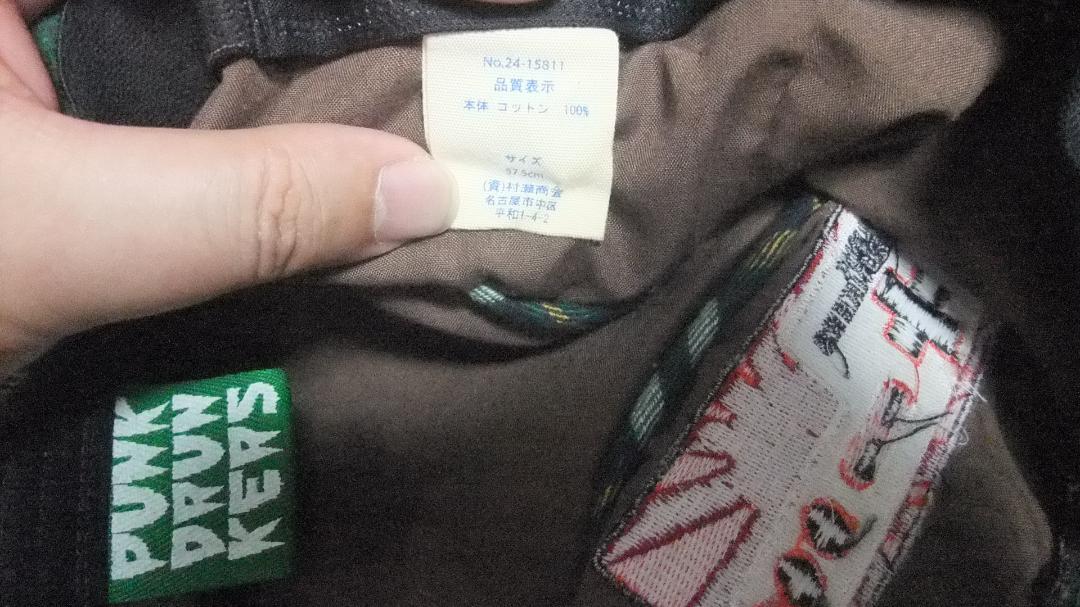 No.24-15811
品質表示
本体 コットン 100%
サイズ
57.5cm
(資)村瀬商会
名古屋市中区
平和1-4-2
PUNK
DRUN
KERS